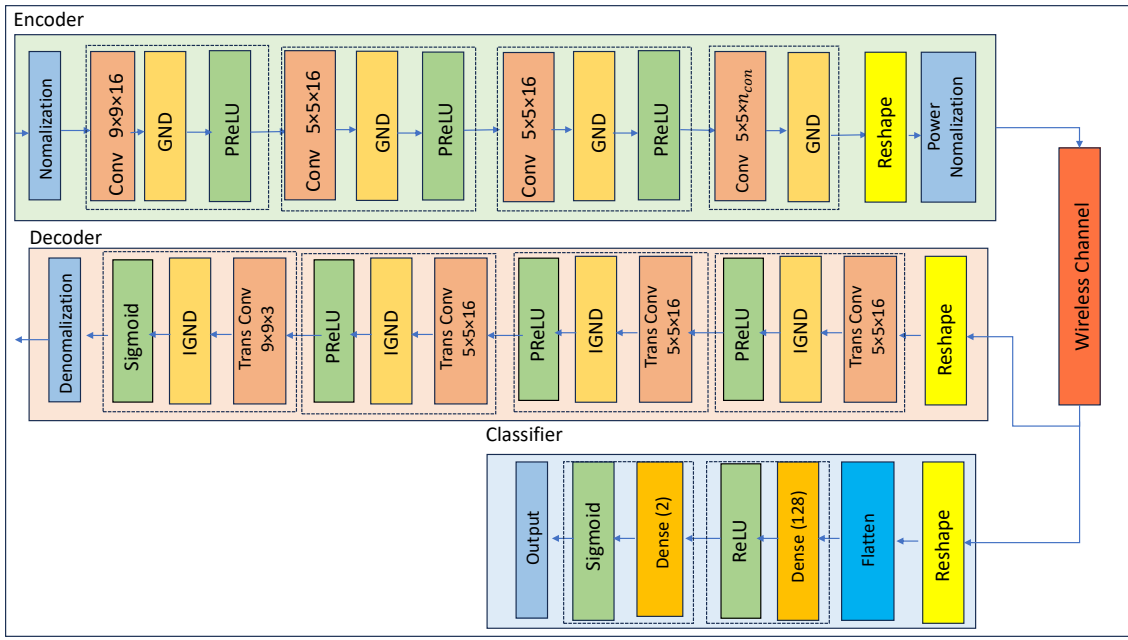 Encoder
Nomalization
Conv 9×9×16
GND
PReLU
Conv 5×5×16
GND
PReLU
Conv 5×5×16
GND
PReLU
Conv 5×5×n_con
GND
Reshape
Power
Nomalization
Wireless Channel
Decoder
Denomalization
Sigmoid
IGND
Trans Conv
9×9×3
PReLU
IGND
Trans Conv
5×5×16
PReLU
IGND
Trans Conv
5×5×16
PReLU
IGND
Trans Conv
5×5×16
Reshape
Classifier
Output
Sigmoid
Dense (2)
ReLU
Dense (128)
Flatten
Reshape